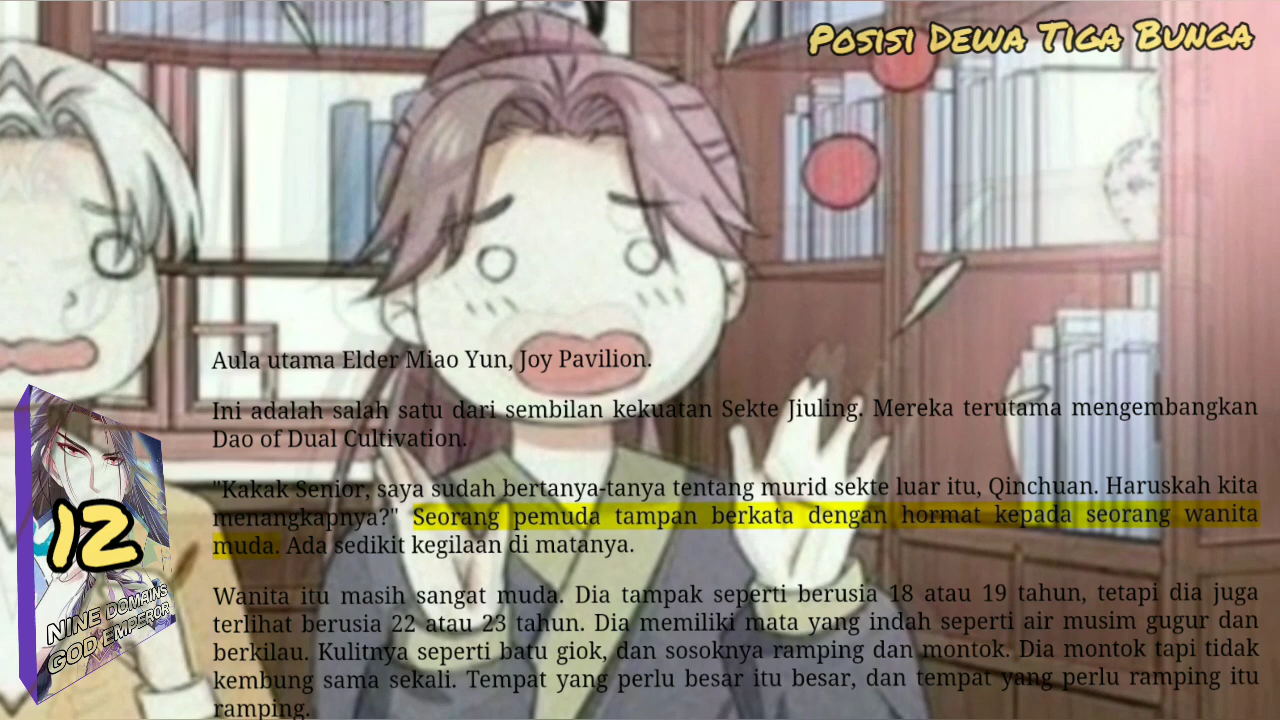 Posisi Dewa Tiga Bunga
Aula utama Elder Miao Yun, Joy Pavilion.
Ini adalah salah satu dari sembilan kekuatan Sekte Jiuling. Mereka terutama mengembangkan
Dao of Dual Cultivation.
"Kakak Senior, saya sudah bertanya-tanya tentang murid sekte luar itu, Qinchuan. Haruskah kita
menangkapnya?" Seorang pemuda tampan berkata dengan hormat kepada seorang wanita
muda. Ada sedikit kegilaan di matanya.
Wanita itu masih sangat muda. Dia tampak seperti berusia 18 atau 19 tahun, tetapi dia juga
terlihat berusia 22 atau 23 tahun. Dia memiliki mata yang indah seperti air musim gugur dan
berkilau. Kulitnya seperti batu giok, dan sosoknya ramping dan montok. Dia montok tapi tidak
kembung sama sekali. Tempat yang perlu besar itu besar, dan tempat yang perlu ramping itu
ramping.
12
NINE DOMAINS
GOD EMPEROR